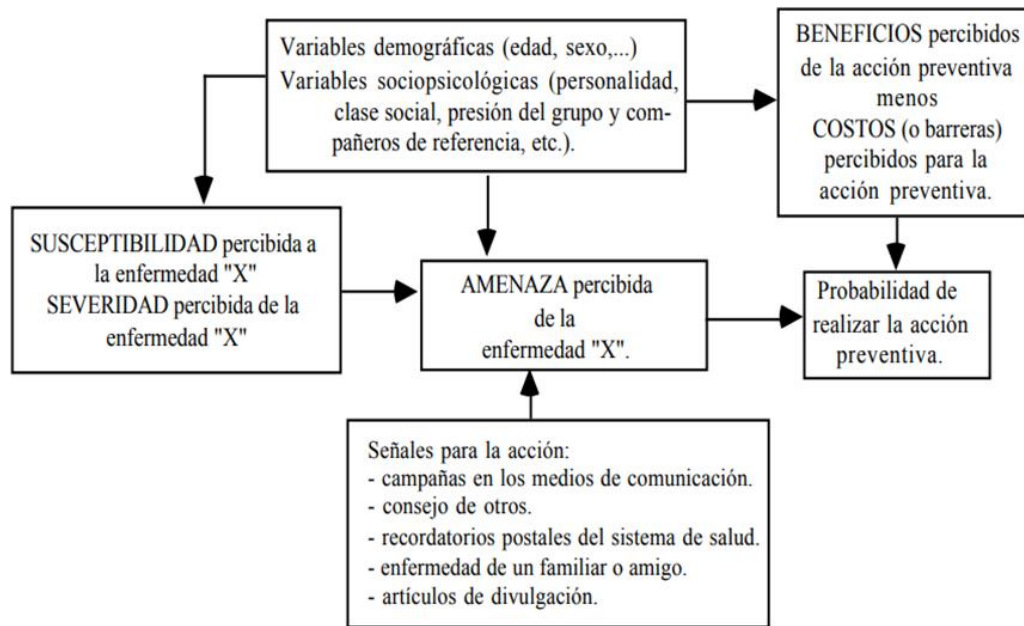 Variables demográficas (edad, sexo,...)
Variables sociopsicológicas (personalidad,
clase social, presión del grupo y com-
pañeros de referencia, etc.).
BENEFICIOS percibidos
de la acción preventiva
menos
COSTOS (o barreras)
percibidos para la
acción preventiva.
SUSCEPTIBILIDAD percibida a
la enfermedad "X"
SEVERIDAD percibida de la
enfermedad "X"
AMENAZA percibida
de la
enfermedad "X".
Probabilidad de
realizar la acción
preventiva.
Señales para la acción:
- campañas en los medios de comunicación.
- consejo de otros.
- recordatorios postales del sistema de salud.
- enfermedad de un familiar o amigo.
- artículos de divulgación.